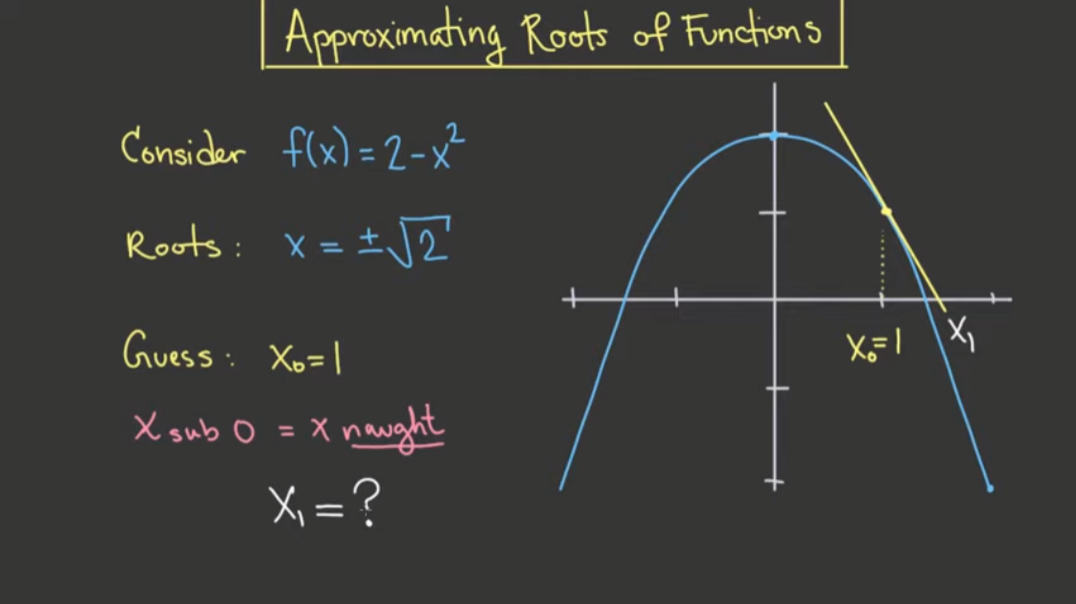 Approximating Roots of Functions
Consider f(x) = 2 - x²
Roots: x = ±√2
Guess: x₀ = 1
x sub 0 = x naught
x₁ = ?
x₀ = 1
x₁